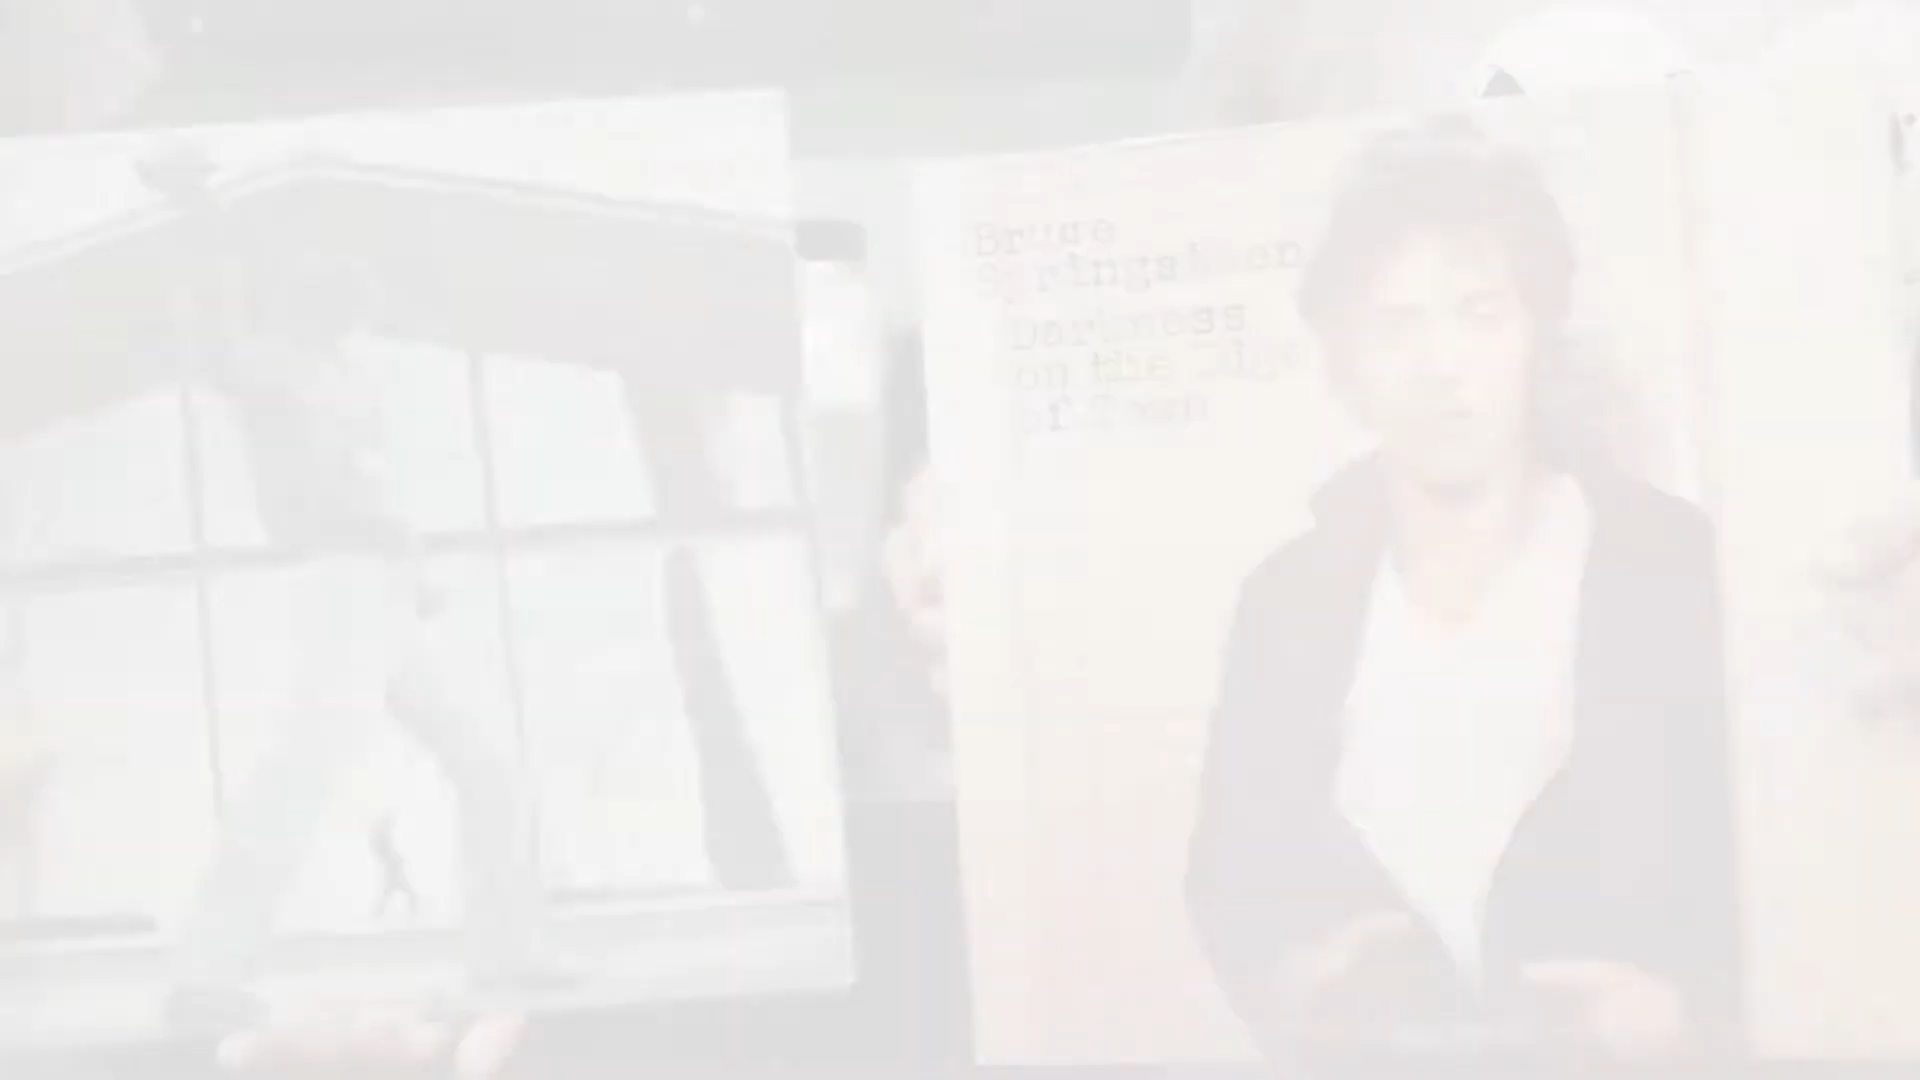 Bruce
Springsteen
Darkness
on the Edge
of Town